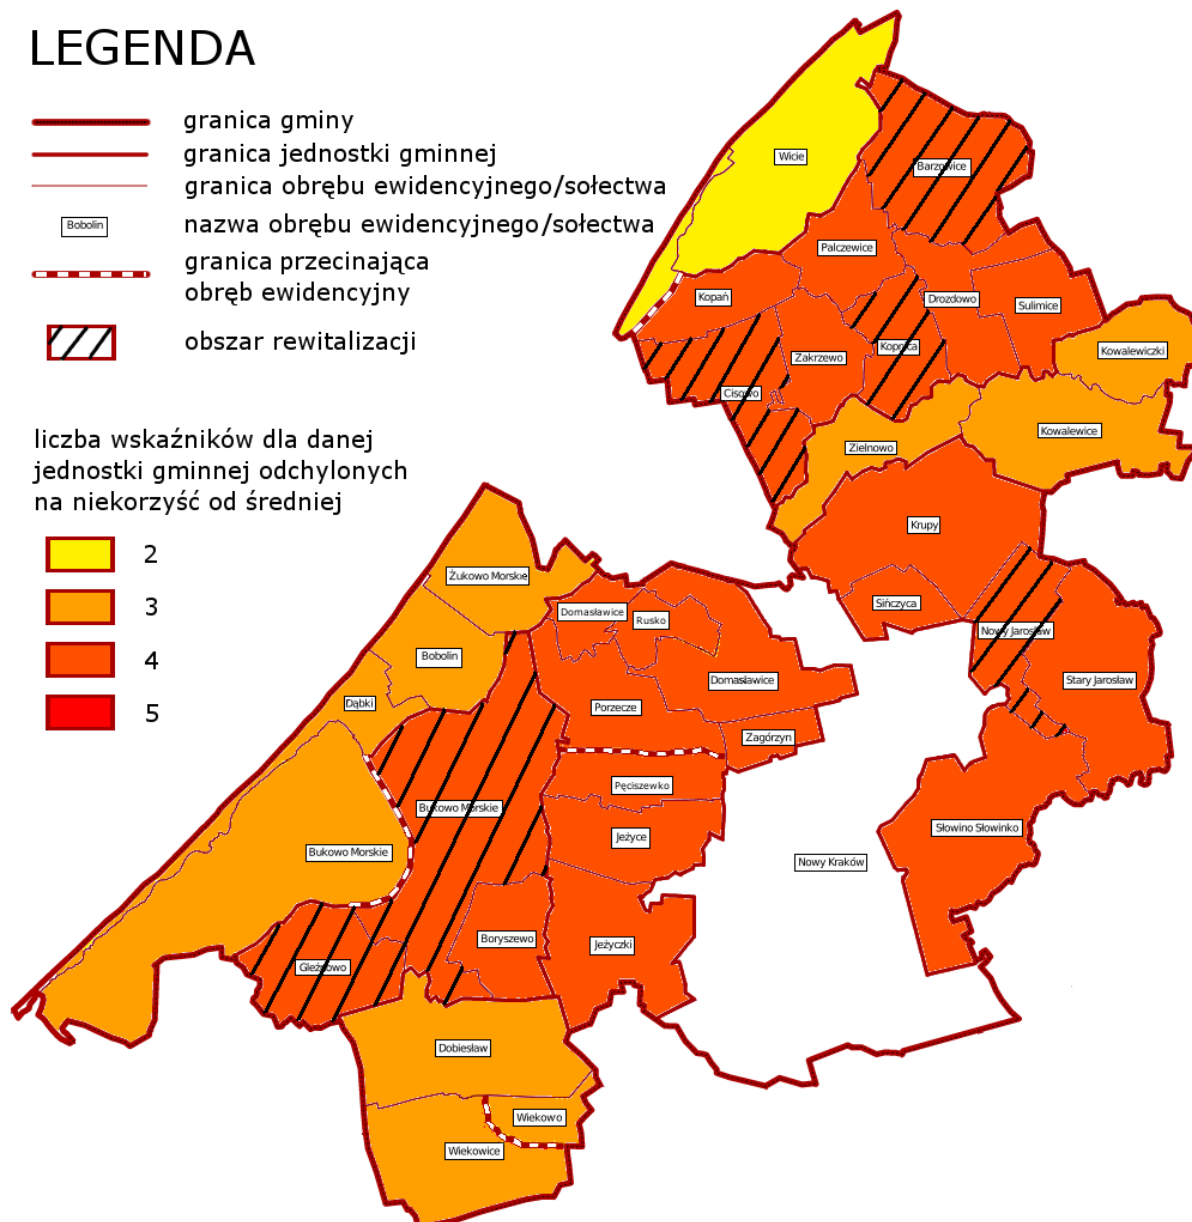 LEGENDA
granica gminy
granica jednostki gminnej
granica obrębu ewidencyjnego/sołectwa
Bobolin
nazwa obrębu ewidencyjnego/sołectwa
granica przecinająca
obręb ewidencyjny
obszar rewitalizacji
liczba wskaźników dla danej
jednostki gminnej odchylonych
na niekorzyść od średniej
2
3
4
5
Wicie
Barzowice
Palczewice
Kopań
Drozdowo
Sulimice
Kopnica
Zakrzewo
Kowalewiczki
Cisowo
Kowalewice
Zielnowo
Krupy
Żukowo Morskie
Sińczyca
Domasławice
Rusko
Nowy Jarosław
Bobolin
Domasławice
Stary Jarosław
Dąbki
Porzecze
Zagórzyn
Pęciszewko
Bukowo Morskie
Słowino Słowinko
Jeżyce
Bukowo Morskie
Nowy Kraków
Boryszewo
Jeżyczki
Gleźnowo
Dobiesław
Wiekowo
Wiekowice